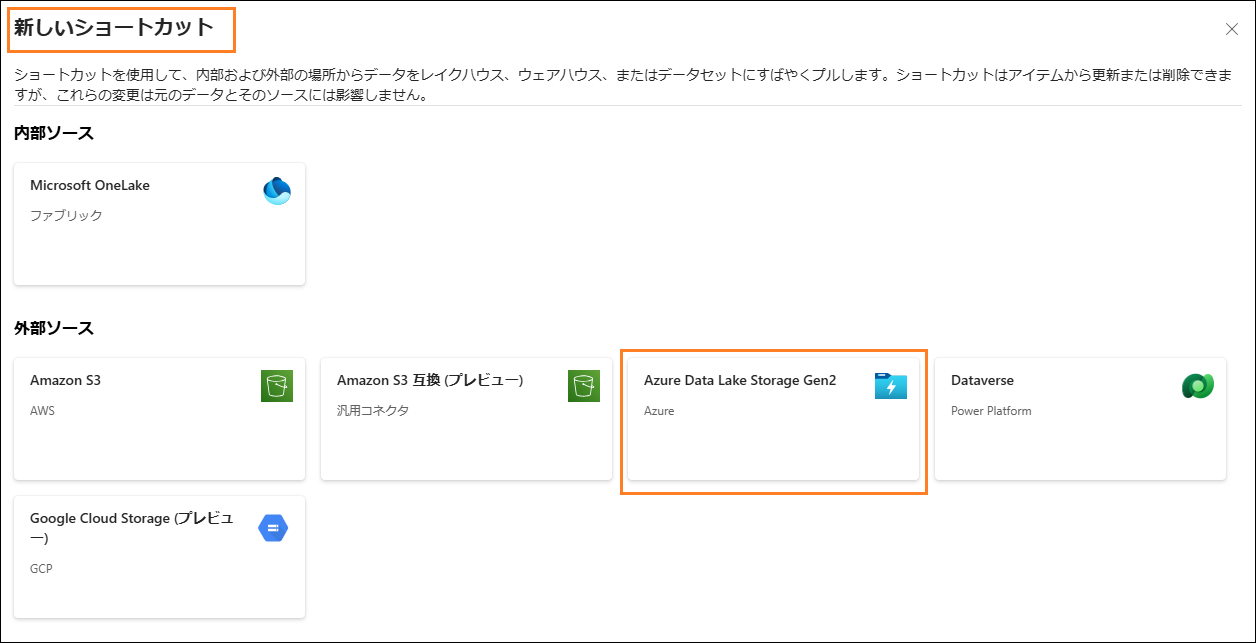 新しいショートカット
ショートカットを使用して、内部および外部の場所からデータをレイクハウス、ウェアハウス、またはデータセットにすばやくプルします。ショートカットはアイテムから更新または削除できま
すが、これらの変更は元のデータとそのソースには影響しません。
内部ソース
Microsoft OneLake
ファブリック
外部ソース
Amazon S3
AWS
Amazon S3 互換 (プレビュー)
汎用コネクタ
Azure Data Lake Storage Gen2
Azure
Dataverse
Power Platform
Google Cloud Storage (プレビュ
ー)
GCP